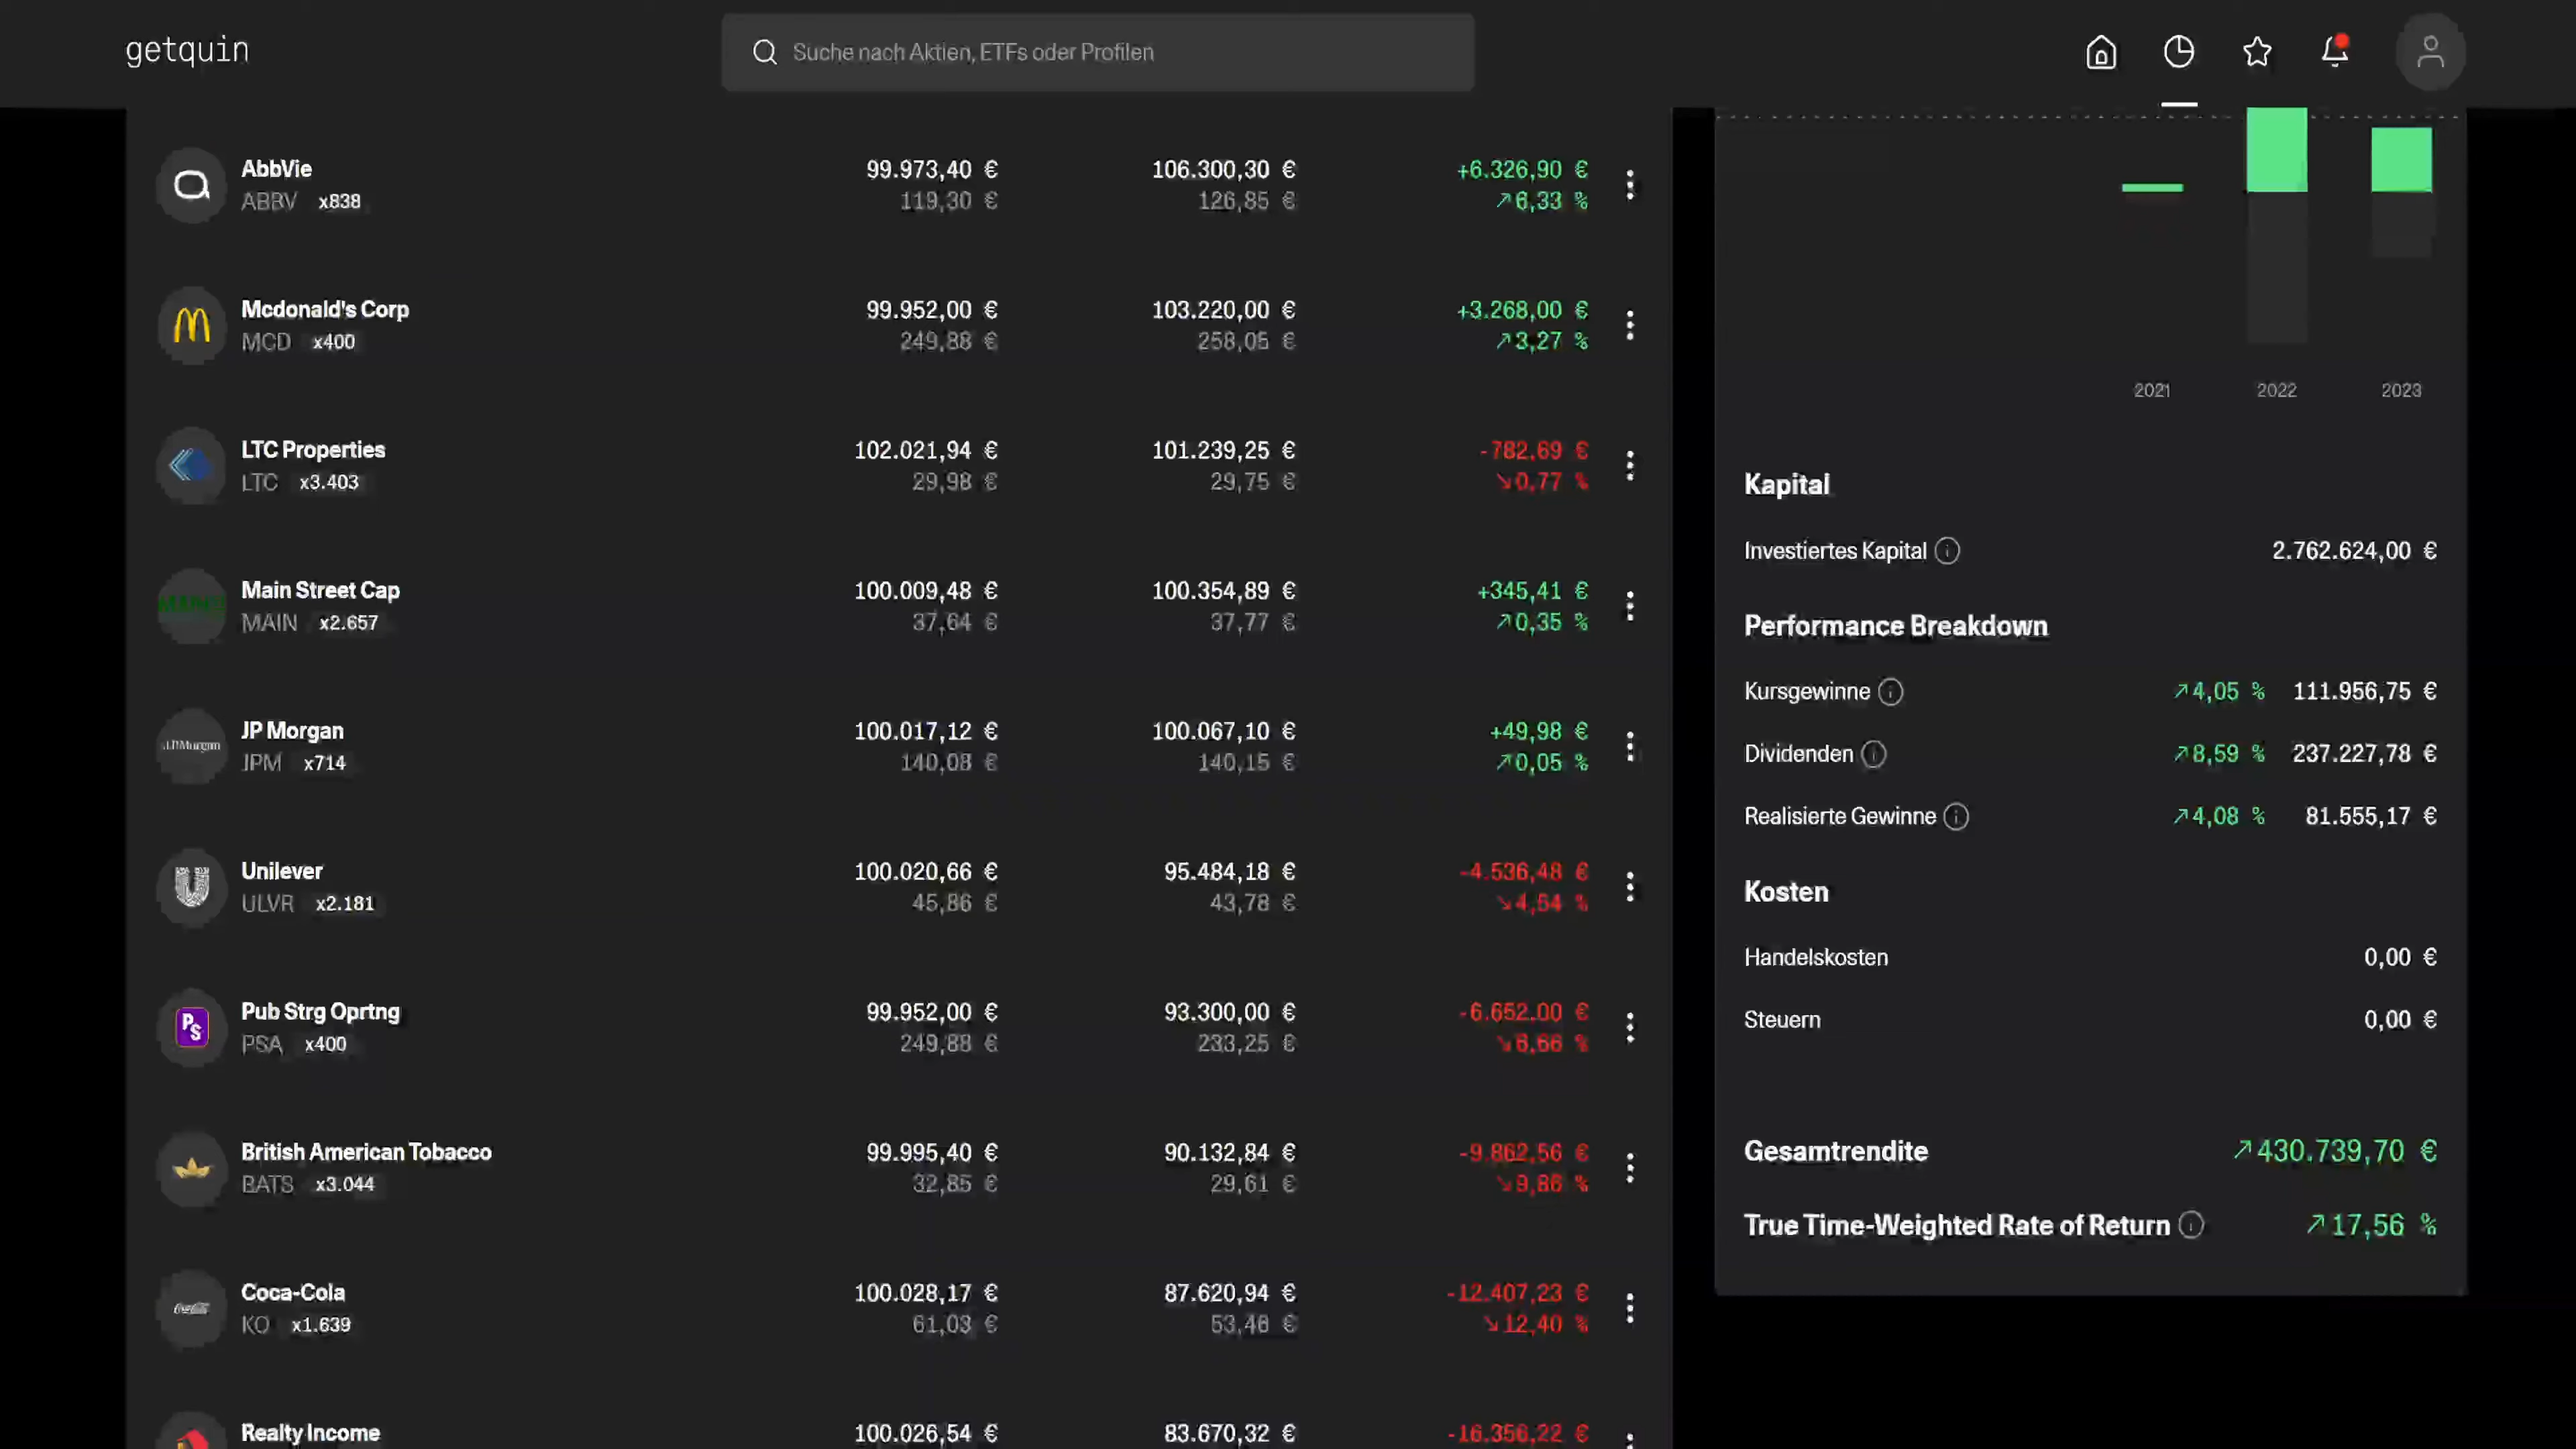 getquin
Suche nach Aktien, ETFs oder Profilen
AbbVie 99.973,40 € 106.300,30 € +6.326,90 €
ABBV x838 119,30 € 126,85 € ↗6,33 %
Mcdonald's Corp 99.952,00 € 103.220,00 € +3.268,00 €
MCD x400 249,88 € 258,05 € ↗3,27 %
LTC Properties 102.021,94 € 101.239,25 € -782,69 €
LTC x3.403 29,98 € 29,75 € ↘0,77 %
Main Street Cap 100.009,48 € 100.354,89 € +345,41 €
MAIN x2.657 37,64 € 37,77 € ↗0,35 %
JP Morgan 100.017,12 € 100.067,10 € +49,98 €
J.P.Morgan
JPM x714 140,08 € 140,15 € ↗0,05 %
Unilever 100.020,66 € 95.484,18 € -4.536,48 €
ULVR x2.181 45,86 € 43,78 € ↘4,54 %
Pub Strg Oprtng 99.952,00 € 93.300,00 € -6.652,00 €
PS
PSA x400 249,88 € 233,25 € ↘6,66 %
British American Tobacco 99.995,40 € 90.132,84 € -9.862,56 €
BATS x3.044 32,85 € 29,61 € ↘9,86 %
Coca-Cola 100.028,17 € 87.620,94 € -12.407,23 €
Coca-Cola
KO x1.639 61,03 € 53,46 € ↘12,40 %
Realty Income 100.026,54 € 83.670,32 € -16.356,22 €
2021 2022 2023
Kapital
Investiertes Kapital 2.762.624,00 €
Performance Breakdown
Kursgewinne ↗4,05 % 111.956,75 €
Dividenden ↗8,59 % 237.227,78 €
Realisierte Gewinne ↗4,08 % 81.555,17 €
Kosten
Handelskosten 0,00 €
Steuern 0,00 €
Gesamtrendite ↗430.739,70 €
True Time-Weighted Rate of Return ↗17,56 %